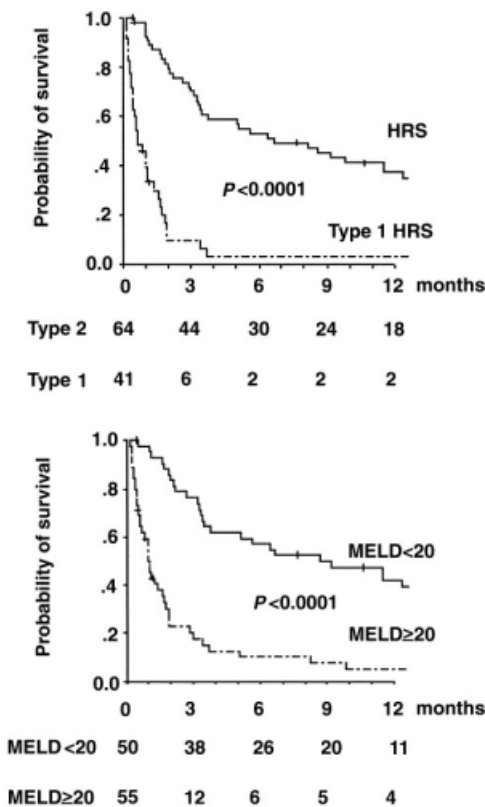 Probability of survival
1.0
.8
.6
.4
.2
0.0
HRS
P<0.0001
Type 1 HRS
0 3 6 9 12 months
Type 2 64 44 30 24 18
Type 1 41 6 2 2 2
Probability of survival
1.0
.8
.6
.4
.2
0.0
MELD<20
P<0.0001
MELD≥20
0 3 6 9 12 months
MELD<20 50 38 26 20 11
MELD≥20 55 12 6 5 4